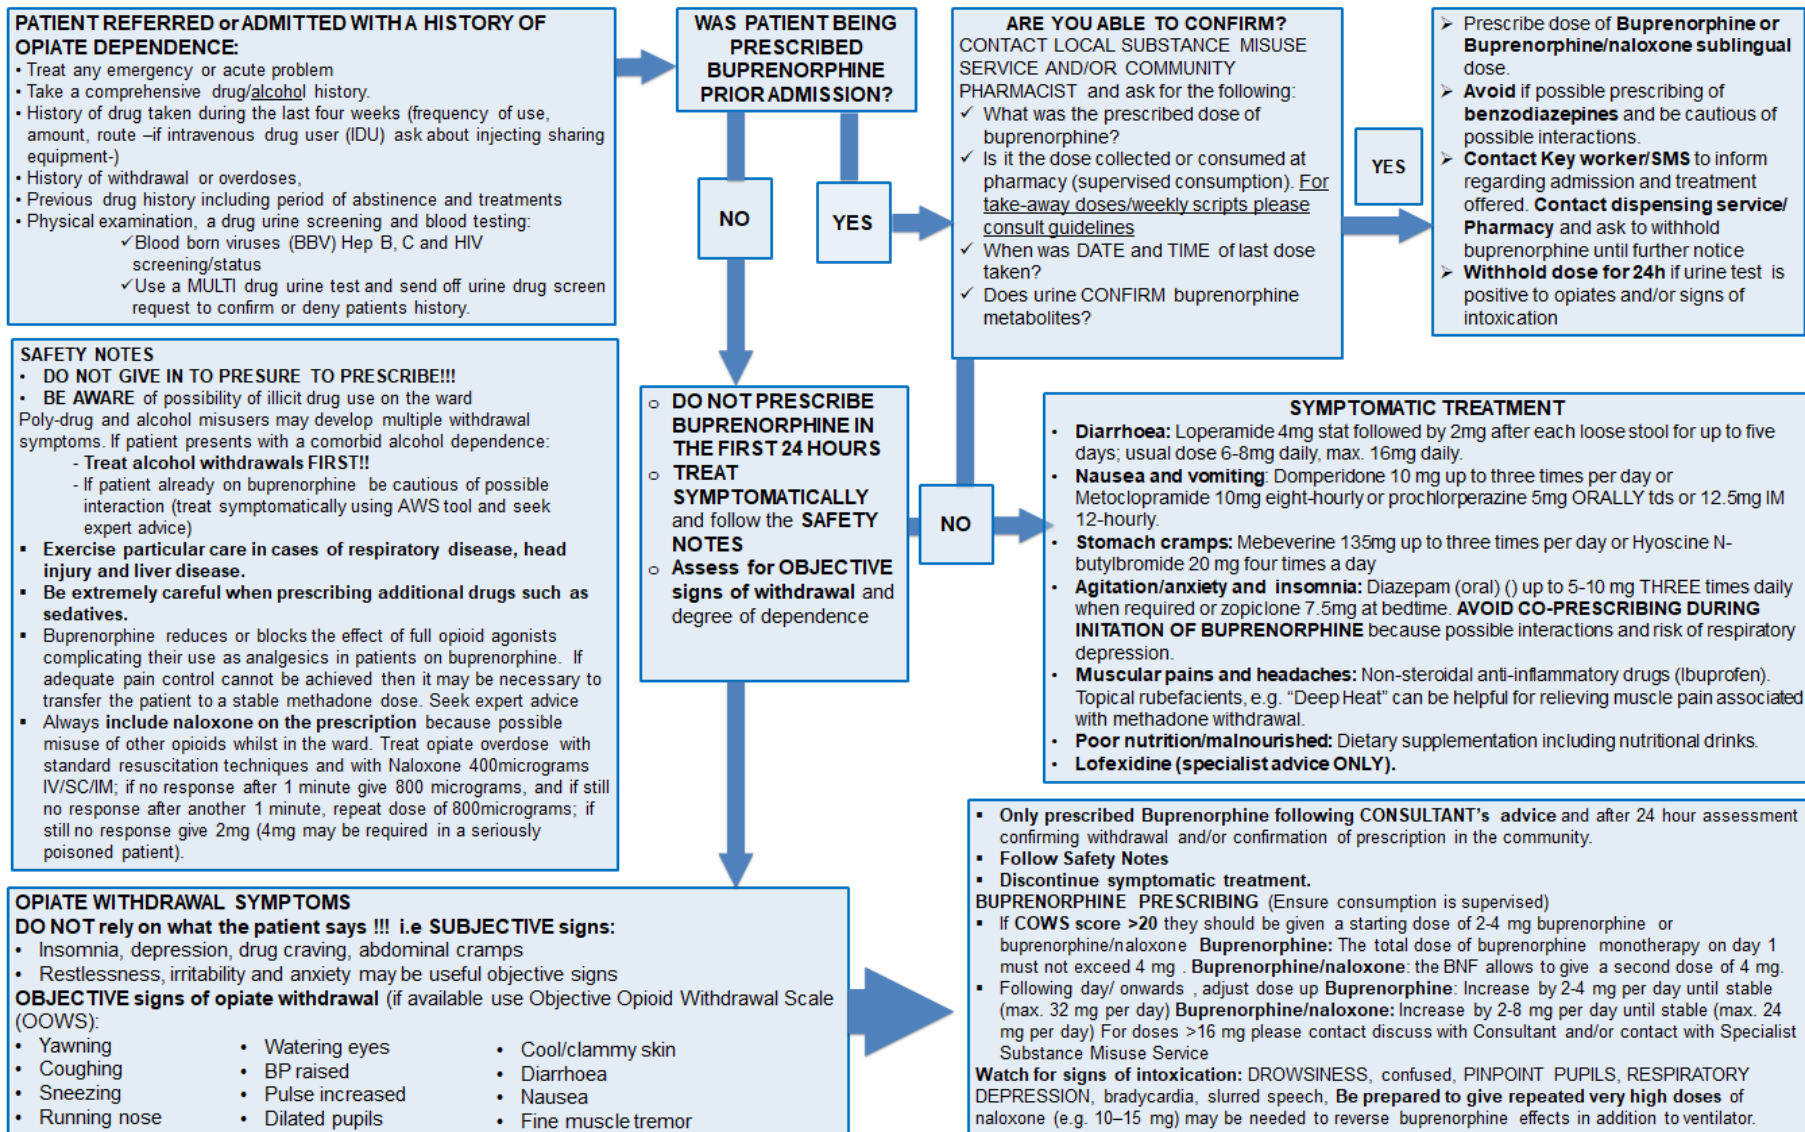 PATIENT REFERRED or ADMITTED WITH A HISTORY OF
OPIATE DEPENDENCE:
• Treat any emergency or acute problem
• Take a comprehensive drug/alcohol history.
• History of drug taken during the last four weeks (frequency of use,
amount, route –if intravenous drug user (IDU) ask about injecting sharing
equipment-)
• History of withdrawal or overdoses,
• Previous drug history including period of abstinence and treatments
• Physical examination, a drug urine screening and blood testing:
✓Blood born viruses (BBV) Hep B, C and HIV
screening/status
✓Use a MULTI drug urine test and send off urine drug screen
request to confirm or deny patients history.
WAS PATIENT BEING
PRESCRIBED
BUPRENORPHINE
PRIOR ADMISSION?
NO
YES
ARE YOU ABLE TO CONFIRM?
CONTACT LOCAL SUBSTANCE MISUSE
SERVICE AND/OR COMMUNITY
PHARMACIST and ask for the following:
✓ What was the prescribed dose of
buprenorphine?
✓ Is it the dose collected or consumed at
pharmacy (supervised consumption). For
take-away doses/weekly scripts please
consult guidelines
✓ When was DATE and TIME of last dose
taken?
✓ Does urine CONFIRM buprenorphine
metabolites?
YES
➢ Prescribe dose of Buprenorphine or
Buprenorphine/naloxone sublingual
dose.
➢ Avoid if possible prescribing of
benzodiazepines and be cautious of
possible interactions.
➢ Contact Key worker/SMS to inform
regarding admission and treatment
offered. Contact dispensing service/
Pharmacy and ask to withhold
buprenorphine until further notice
➢ Withhold dose for 24h if urine test is
positive to opiates and/or signs of
intoxication
SAFETY NOTES
• DO NOT GIVE IN TO PRESURE TO PRESCRIBE!!!
• BE AWARE of possibility of illicit drug use on the ward
Poly-drug and alcohol misusers may develop multiple withdrawal
symptoms. If patient presents with a comorbid alcohol dependence:
- Treat alcohol withdrawals FIRST!!
- If patient already on buprenorphine be cautious of possible
interaction (treat symptomatically using AWS tool and seek
expert advice)
▪ Exercise particular care in cases of respiratory disease, head
injury and liver disease.
▪ Be extremely careful when prescribing additional drugs such as
sedatives.
▪ Buprenorphine reduces or blocks the effect of full opioid agonists
complicating their use as analgesics in patients on buprenorphine. If
adequate pain control cannot be achieved then it may be necessary to
transfer the patient to a stable methadone dose. Seek expert advice
▪ Always include naloxone on the prescription because possible
misuse of other opioids whilst in the ward. Treat opiate overdose with
standard resuscitation techniques and with Naloxone 400micrograms
IV/SC/IM; if no response after 1 minute give 800 micrograms, and if still
no response after another 1 minute, repeat dose of 800micrograms; if
still no response give 2mg (4mg may be required in a seriously
poisoned patient).
o DO NOT PRESCRIBE
BUPRENORPHINE IN
THE FIRST 24 HOURS
o TREAT
SYMPTOMATICALLY
and follow the SAFETY
NOTES
o Assess for OBJECTIVE
signs of withdrawal and
degree of dependence
NO
SYMPTOMATIC TREATMENT
• Diarrhoea: Loperamide 4mg stat followed by 2mg after each loose stool for up to five
days; usual dose 6-8mg daily, max. 16mg daily.
• Nausea and vomiting: Domperidone 10 mg up to three times per day or
Metoclopramide 10mg eight-hourly or prochlorperazine 5mg ORALLY tds or 12.5mg IM
12-hourly.
• Stomach cramps: Mebeverine 135mg up to three times per day or Hyoscine N-
butylbromide 20 mg four times a day
• Agitation/anxiety and insomnia: Diazepam (oral) () up to 5-10 mg THREE times daily
when required or zopiclone 7.5mg at bedtime. AVOID CO-PRESCRIBING DURING
INITATION OF BUPRENORPHINE because possible interactions and risk of respiratory
depression.
• Muscular pains and headaches: Non-steroidal anti-inflammatory drugs (Ibuprofen).
Topical rubefacients, e.g. “Deep Heat” can be helpful for relieving muscle pain associated
with methadone withdrawal.
• Poor nutrition/malnourished: Dietary supplementation including nutritional drinks.
• Lofexidine (specialist advice ONLY).
OPIATE WITHDRAWAL SYMPTOMS
DO NOT rely on what the patient says !!! i.e SUBJECTIVE signs:
• Insomnia, depression, drug craving, abdominal cramps
• Restlessness, irritability and anxiety may be useful objective signs
OBJECTIVE signs of opiate withdrawal (if available use Objective Opioid Withdrawal Scale
(OOWS):
• Yawning
• Coughing
• Sneezing
• Running nose
• Watering eyes
• BP raised
• Pulse increased
• Dilated pupils
• Cool/clammy skin
• Diarrhoea
• Nausea
• Fine muscle tremor
▪ Only prescribed Buprenorphine following CONSULTANT's advice and after 24 hour assessment
confirming withdrawal and/or confirmation of prescription in the community.
▪ Follow Safety Notes
▪ Discontinue symptomatic treatment.
BUPRENORPHINE PRESCRIBING (Ensure consumption is supervised)
▪ If COWS score >20 they should be given a starting dose of 2-4 mg buprenorphine or
buprenorphine/naloxone Buprenorphine: The total dose of buprenorphine monotherapy on day 1
must not exceed 4 mg . Buprenorphine/naloxone: the BNF allows to give a second dose of 4 mg.
▪ Following day/ onwards , adjust dose up Buprenorphine: Increase by 2-4 mg per day until stable
(max. 32 mg per day) Buprenorphine/naloxone: Increase by 2-8 mg per day until stable (max. 24
mg per day) For doses >16 mg please contact discuss with Consultant and/or contact with Specialist
Substance Misuse Service
Watch for signs of intoxication: DROWSINESS, confused, PINPOINT PUPILS, RESPIRATORY
DEPRESSION, bradycardia, slurred speech, Be prepared to give repeated very high doses of
naloxone (e.g. 10–15 mg) may be needed to reverse buprenorphine effects in addition to ventilator.